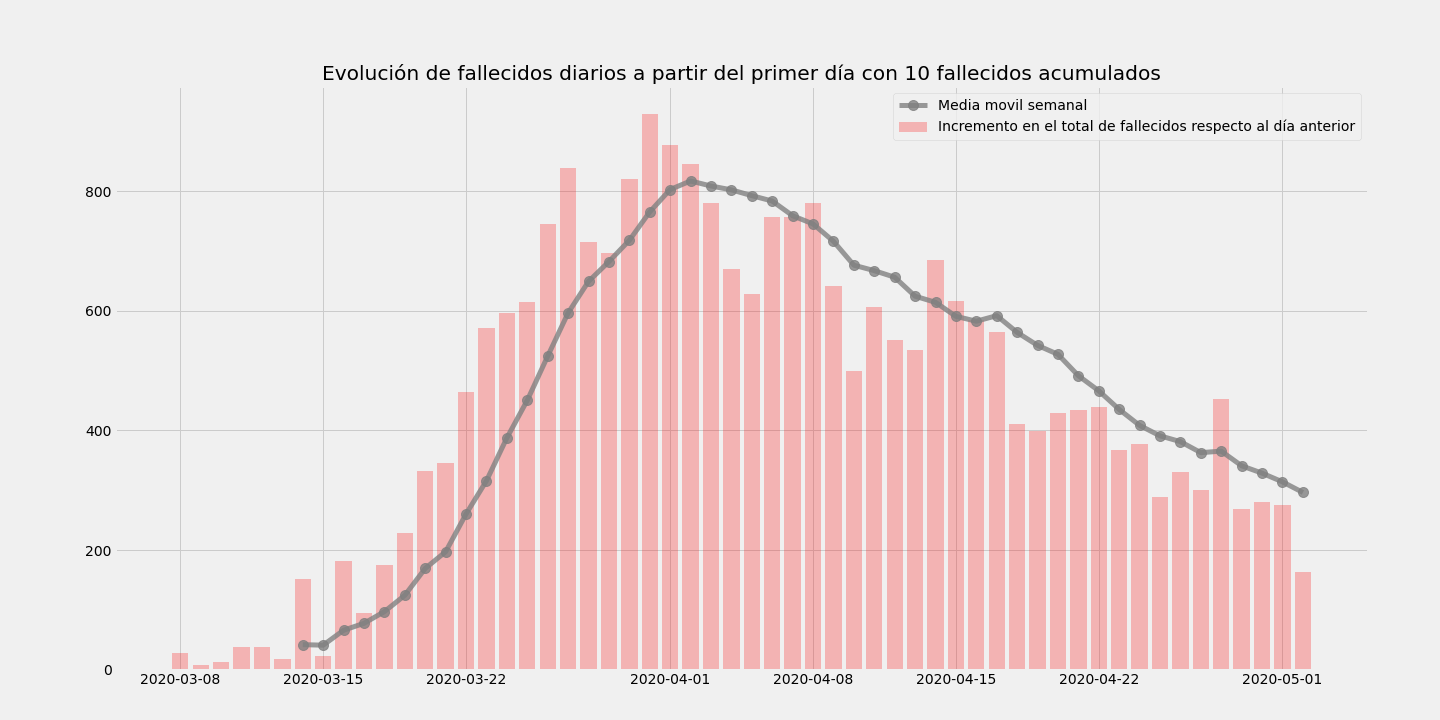 Evolución de fallecidos diarios a partir del primer día con 10 fallecidos acumulados
Media movil semanal
Incremento en el total de fallecidos respecto al día anterior
800
600
400
200
0
2020-03-08 2020-03-15 2020-03-22 2020-04-01 2020-04-08 2020-04-15 2020-04-22 2020-05-01